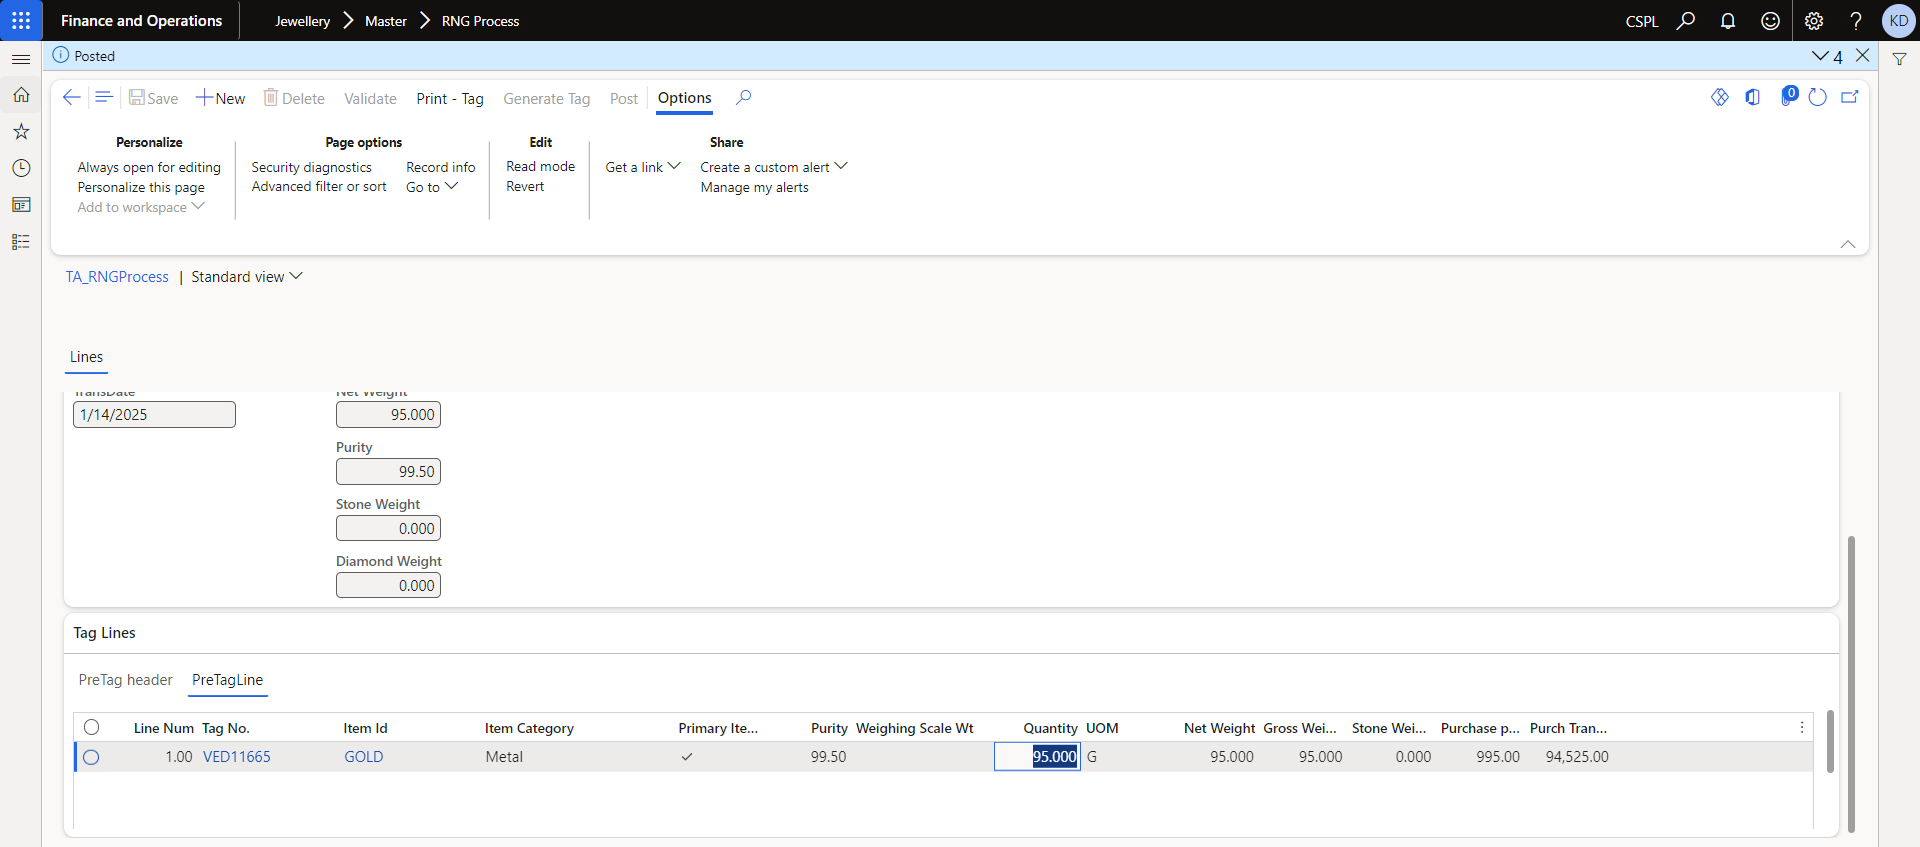 Finance and Operations
Jewellery > Master > RNG Process
CSPL
KD
Posted
4
Save New Delete Validate Print - Tag Generate Tag Post Options
0
Personalize
Always open for editing
Personalize this page
Add to workspace
Page options
Security diagnostics Record info
Advanced filter or sort Go to
Edit
Read mode
Revert
Share
Get a link Create a custom alert
Manage my alerts
TA_RNGProcess | Standard view
Lines
TransDate Net Weight
1/14/2025 95.000
Purity
99.50
Stone Weight
0.000
Diamond Weight
0.000
Tag Lines
PreTag header PreTagLine
Line Num Tag No. Item Id Item Category Primary Ite... Purity Weighing Scale Wt Quantity UOM Net Weight Gross Wei... Stone Wei... Purchase p... Purch Tran...
1.00 VED11665 GOLD Metal 99.50 95.000 G 95.000 95.000 0.000 995.00 94,525.00